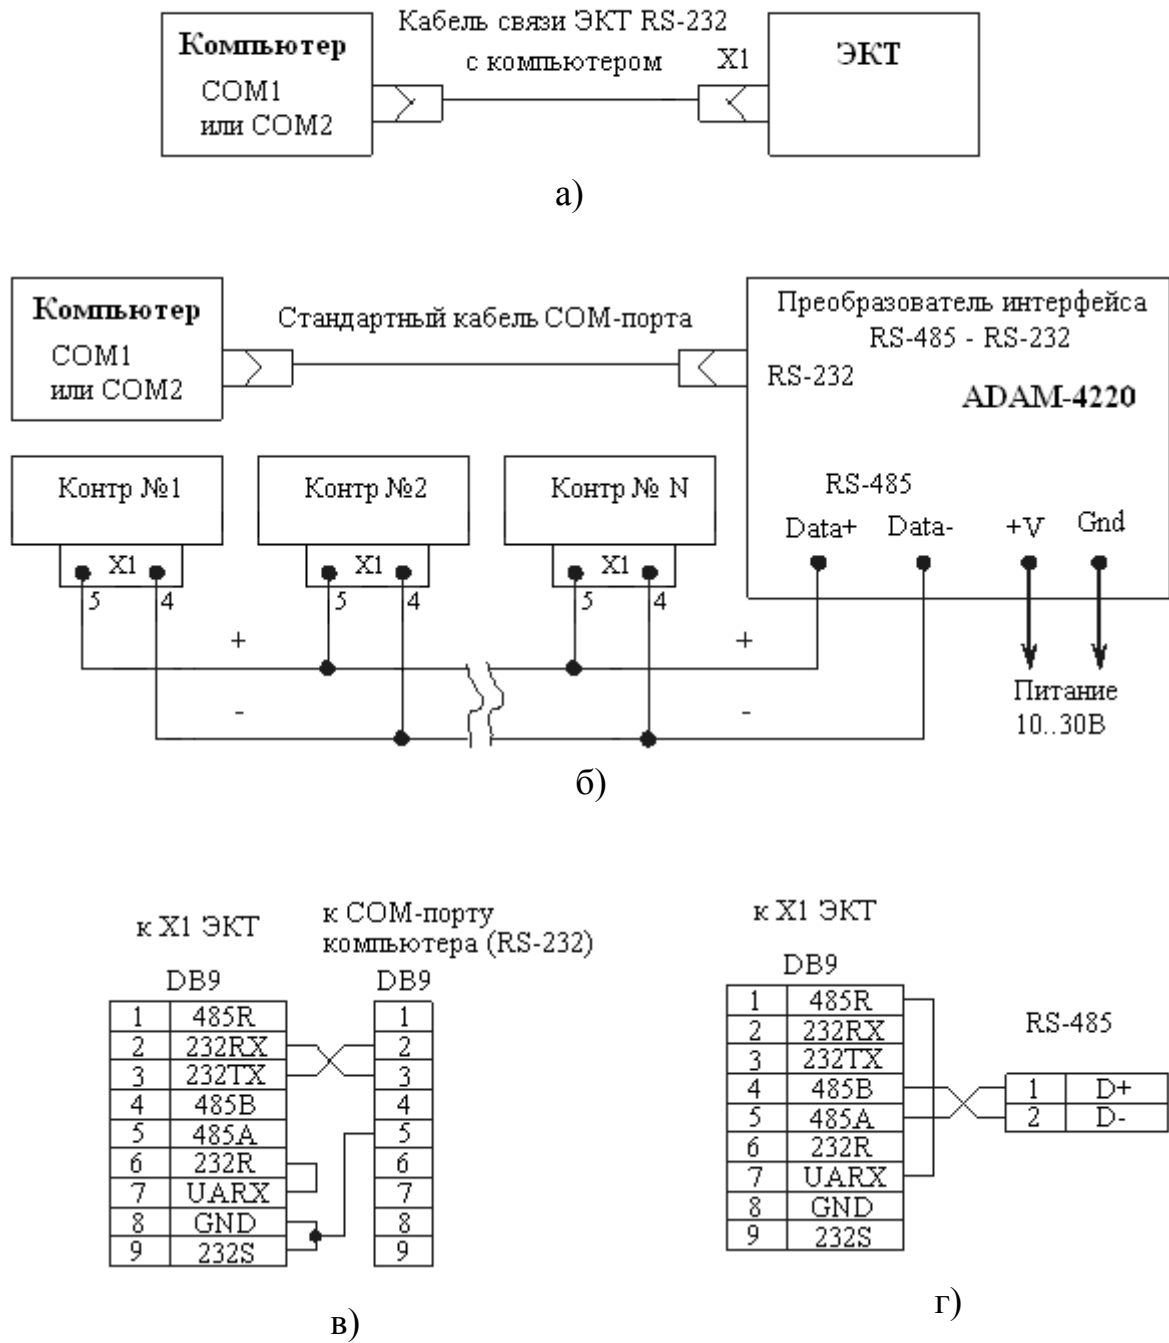 Компьютер
COM1
или COM2
Кабель связи ЭКТ RS-232
с компьютером
X1
ЭКТ
а)
Компьютер
COM1
или COM2
Стандартный кабель COM-порта
Преобразователь интерфейса
RS-485 - RS-232
RS-232
ADAM-4220
RS-485
Data+ Data- +V Gnd
Контр №1
X1
5 4
Контр №2
X1
5 4
Контр № N
X1
5 4
+ +
- -
Питание
10..30В
б)
к X1 ЭКТ
к COM-порту
компьютера (RS-232)
DB9 DB9
1 485R 1
2 232RX 2
3 232TX 3
4 485B 4
5 485A 5
6 232R 6
7 UARX 7
8 GND 8
9 232S 9
в)
к X1 ЭКТ
DB9
1 485R
2 232RX
3 232TX
4 485B
5 485A
6 232R
7 UARX
8 GND
9 232S
RS-485
1 D+
2 D-
г)